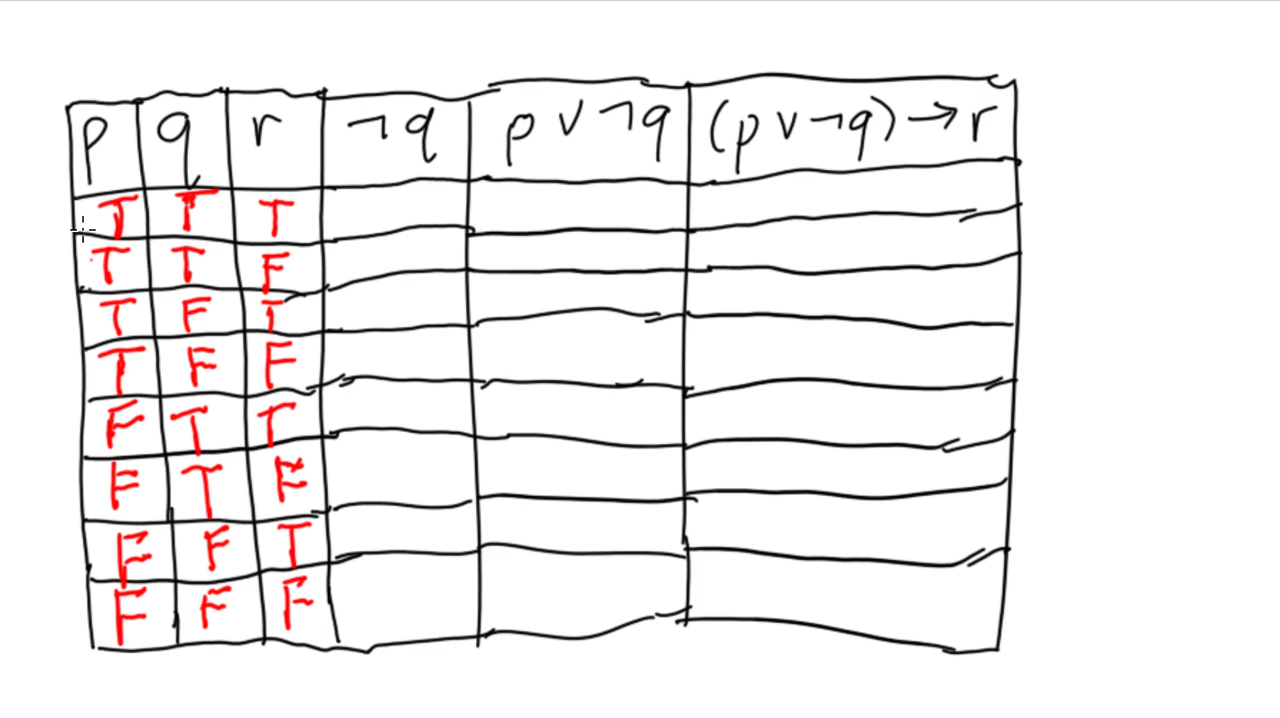 p q r ¬q p∨¬q (p∨¬q)→r
T T T
T T F
T F T
T F F
F T T
F T F
F F T
F F F